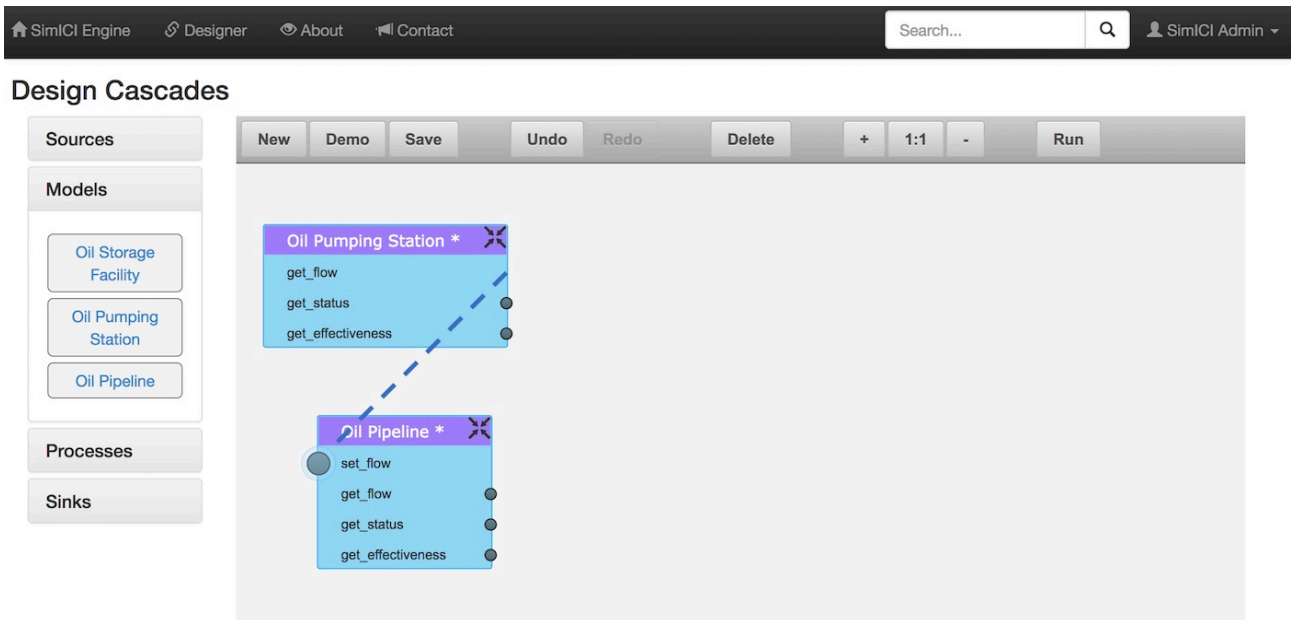 SimICI Engine Designer About Contact Search... SimICI Admin
Design Cascades
Sources
Models
Oil Storage
Facility
Oil Pumping
Station
Oil Pipeline
Processes
Sinks
New Demo Save Undo Redo Delete + 1:1 - Run
Oil Pumping Station *
get_flow
get_status
get_effectiveness
Oil Pipeline *
set_flow
get_flow
get_status
get_effectiveness